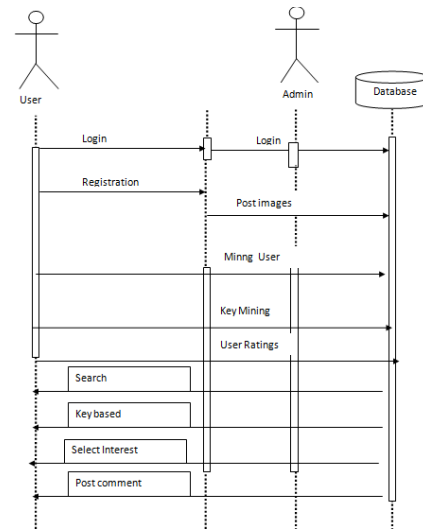 User
Admin
Database
Login
Login
Registration
Post images
Minng User
Key Mining
User Ratings
Search
Key based
Select Interest
Post comment